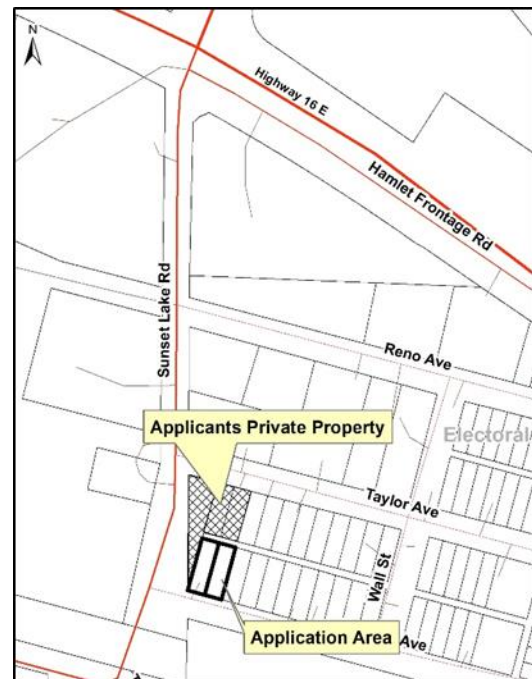 N
Highway 16 E
Hamlet Frontage Rd
Sunset Lake Rd
Reno Ave
Applicants Private Property
Electoral
Taylor Ave
Wall St
Ave
Application Area